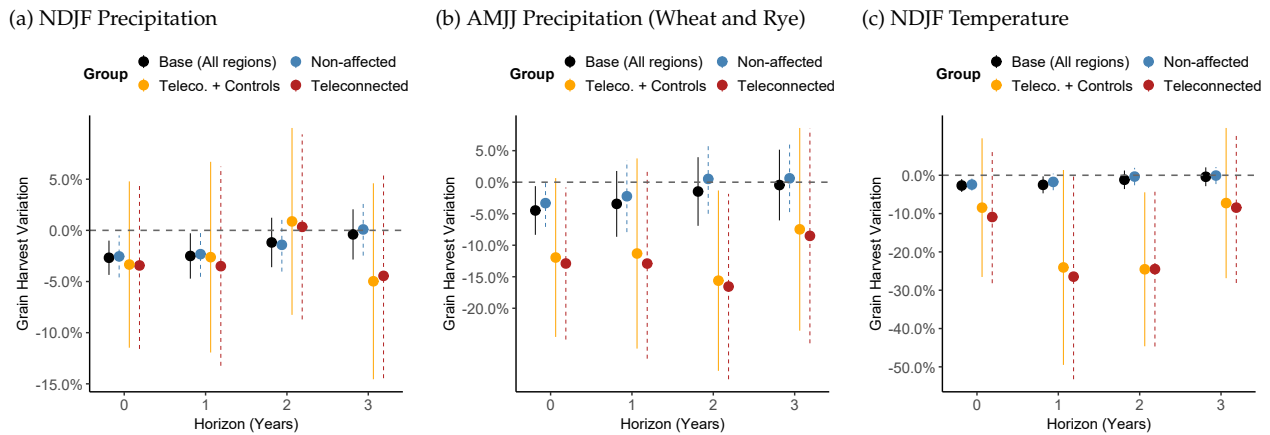 (a) NDJF Precipitation
Group
Base (All regions)
Non-affected
Teleco. + Controls
Teleconnected
Grain Harvest Variation
5.0%
0.0%
-5.0%
-10.0%
-15.0%
0 1 2 3
Horizon (Years)
(b) AMJJ Precipitation (Wheat and Rye)
Group
Base (All regions)
Non-affected
Teleco. + Controls
Teleconnected
Grain Harvest Variation
5.0%
0.0%
-5.0%
-10.0%
-15.0%
-20.0%
0 1 2 3
Horizon (Years)
(c) NDJF Temperature
Group
Base (All regions)
Non-affected
Teleco. + Controls
Teleconnected
Grain Harvest Variation
0.0%
-10.0%
-20.0%
-30.0%
-40.0%
-50.0%
0 1 2 3
Horizon (Years)